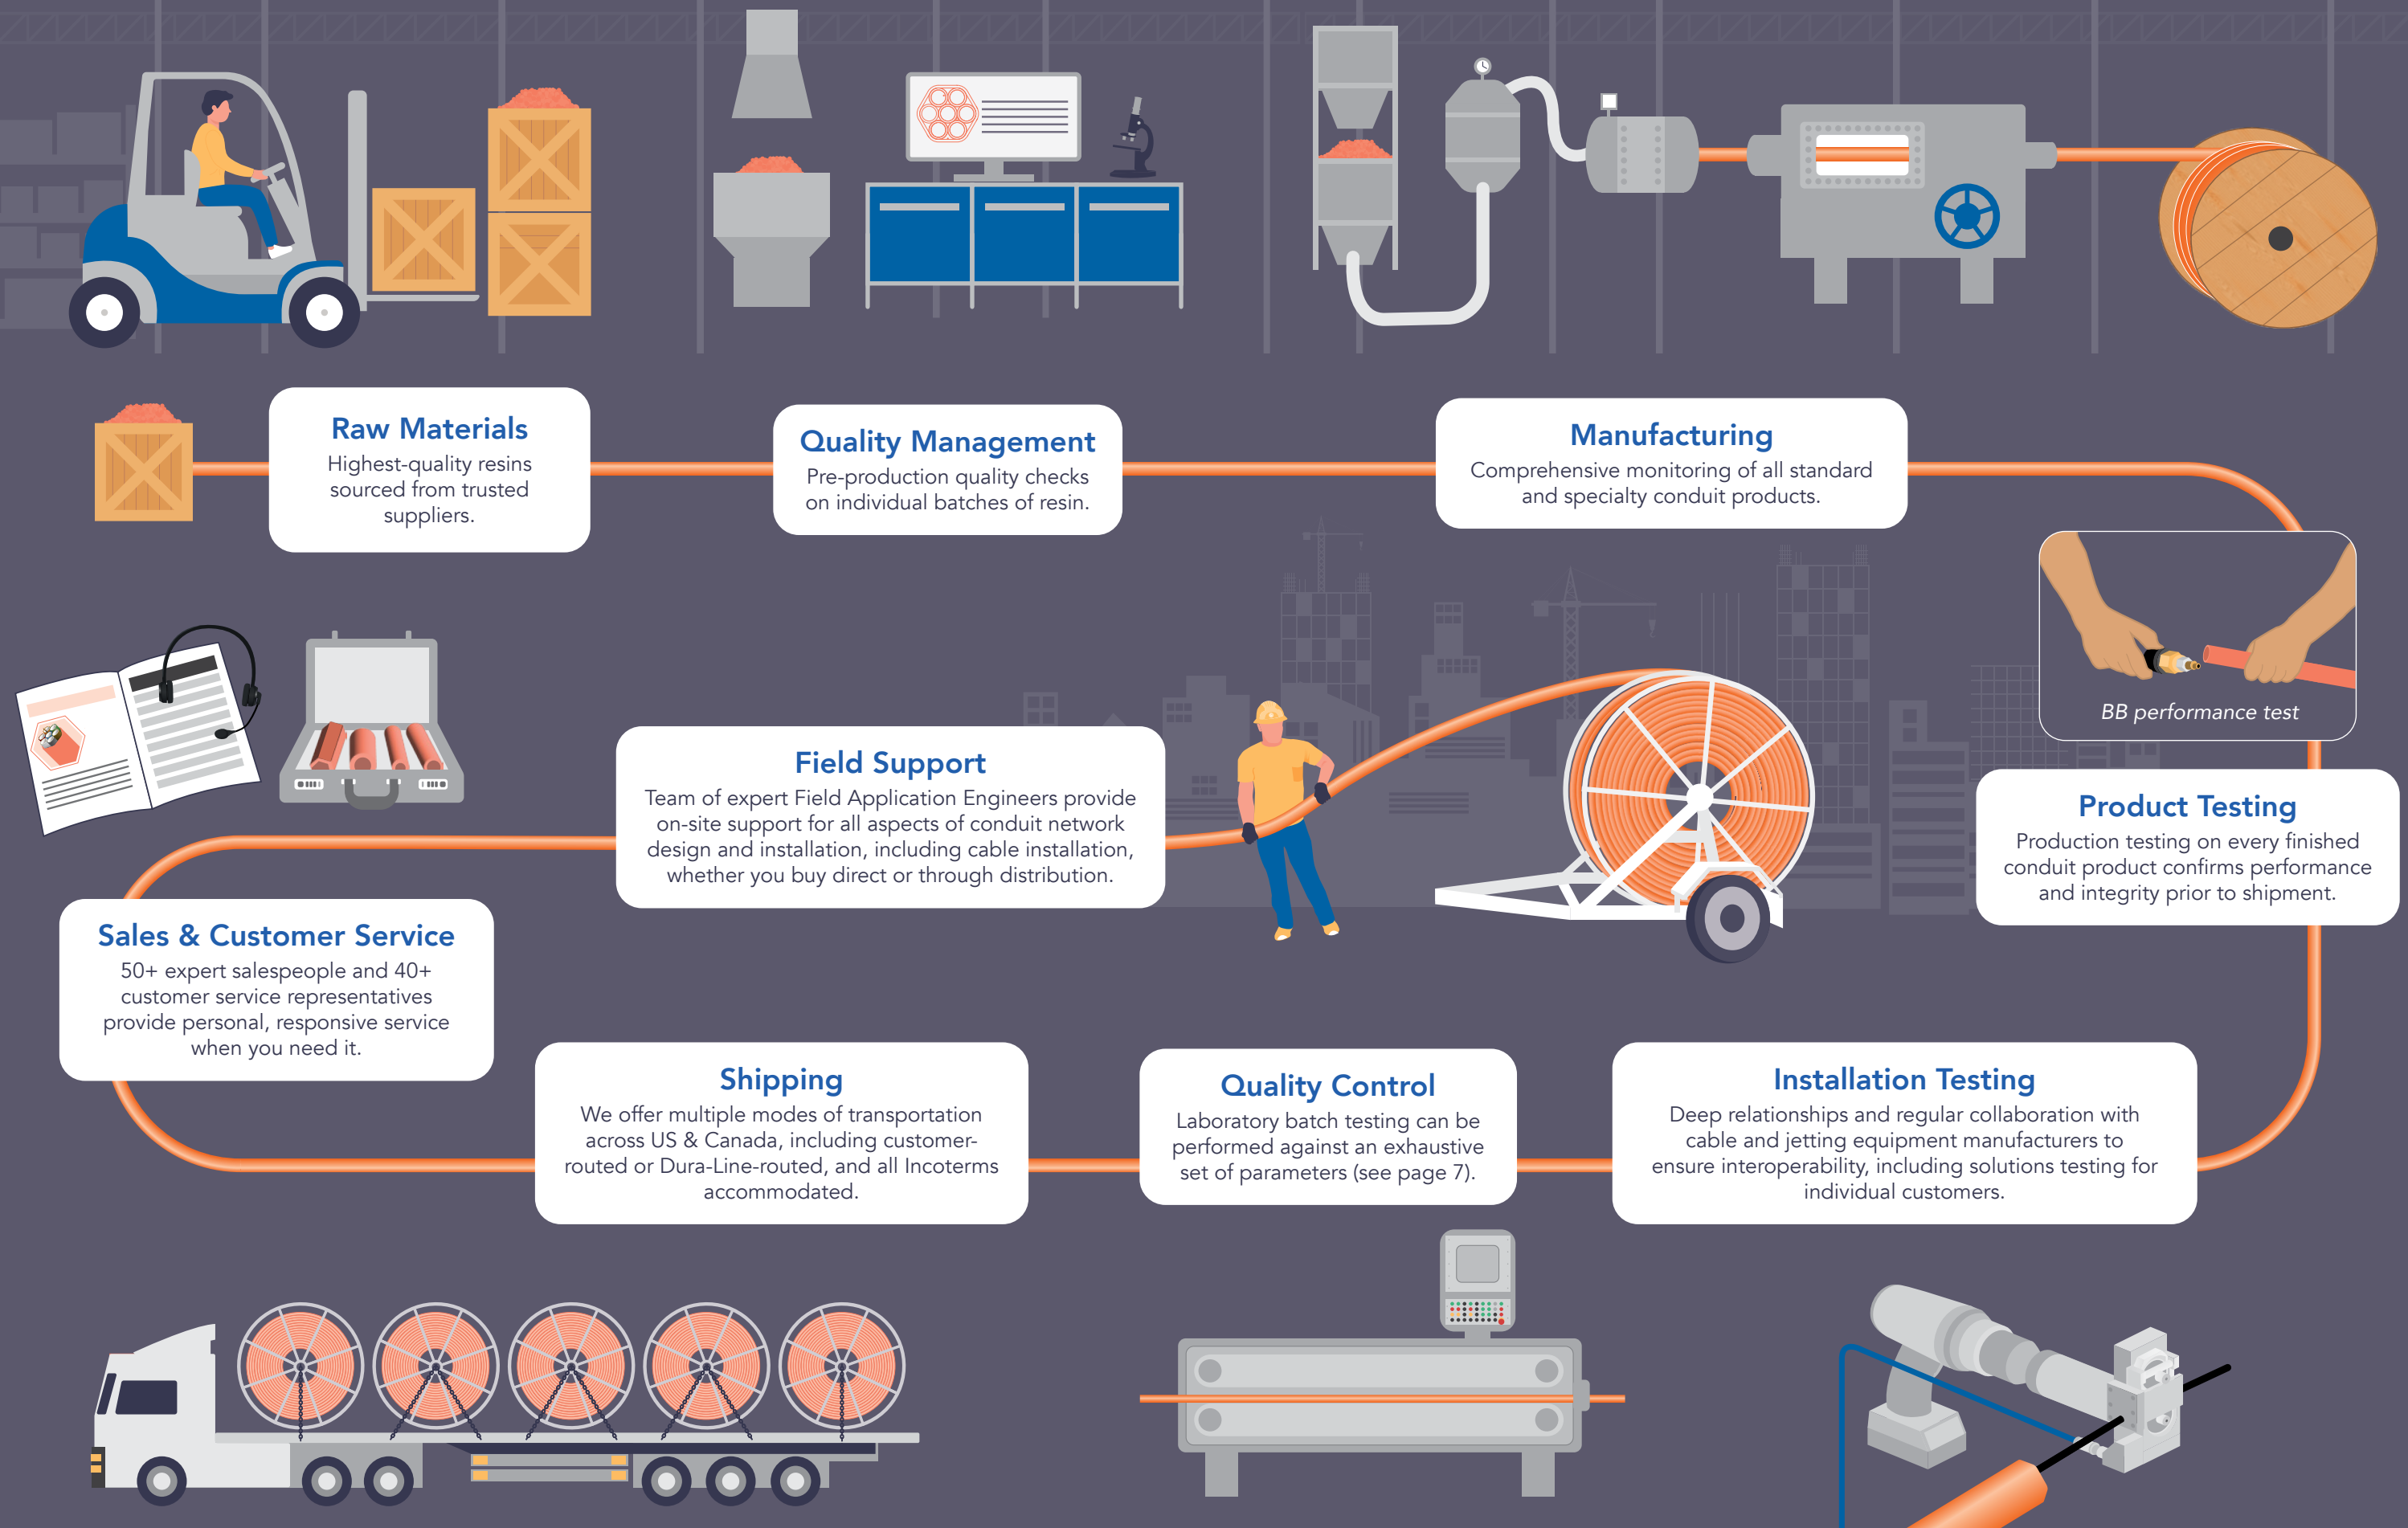 Raw Materials
Highest-quality resins
sourced from trusted
suppliers.
Quality Management
Pre-production quality checks
on individual batches of resin.
Manufacturing
Comprehensive monitoring of all standard
and specialty conduit products.
BB performance test
Product Testing
Production testing on every finished
conduit product confirms performance
and integrity prior to shipment.
Installation Testing
Deep relationships and regular collaboration with
cable and jetting equipment manufacturers to
ensure interoperability, including solutions testing for
individual customers.
Quality Control
Laboratory batch testing can be
performed against an exhaustive
set of parameters (see page 7).
Shipping
We offer multiple modes of transportation
across US & Canada, including customer-
routed or Dura-Line-routed, and all Incoterms
accommodated.
Sales & Customer Service
50+ expert salespeople and 40+
customer service representatives
provide personal, responsive service
when you need it.
Field Support
Team of expert Field Application Engineers provide
on-site support for all aspects of conduit network
design and installation, including cable installation,
whether you buy direct or through distribution.